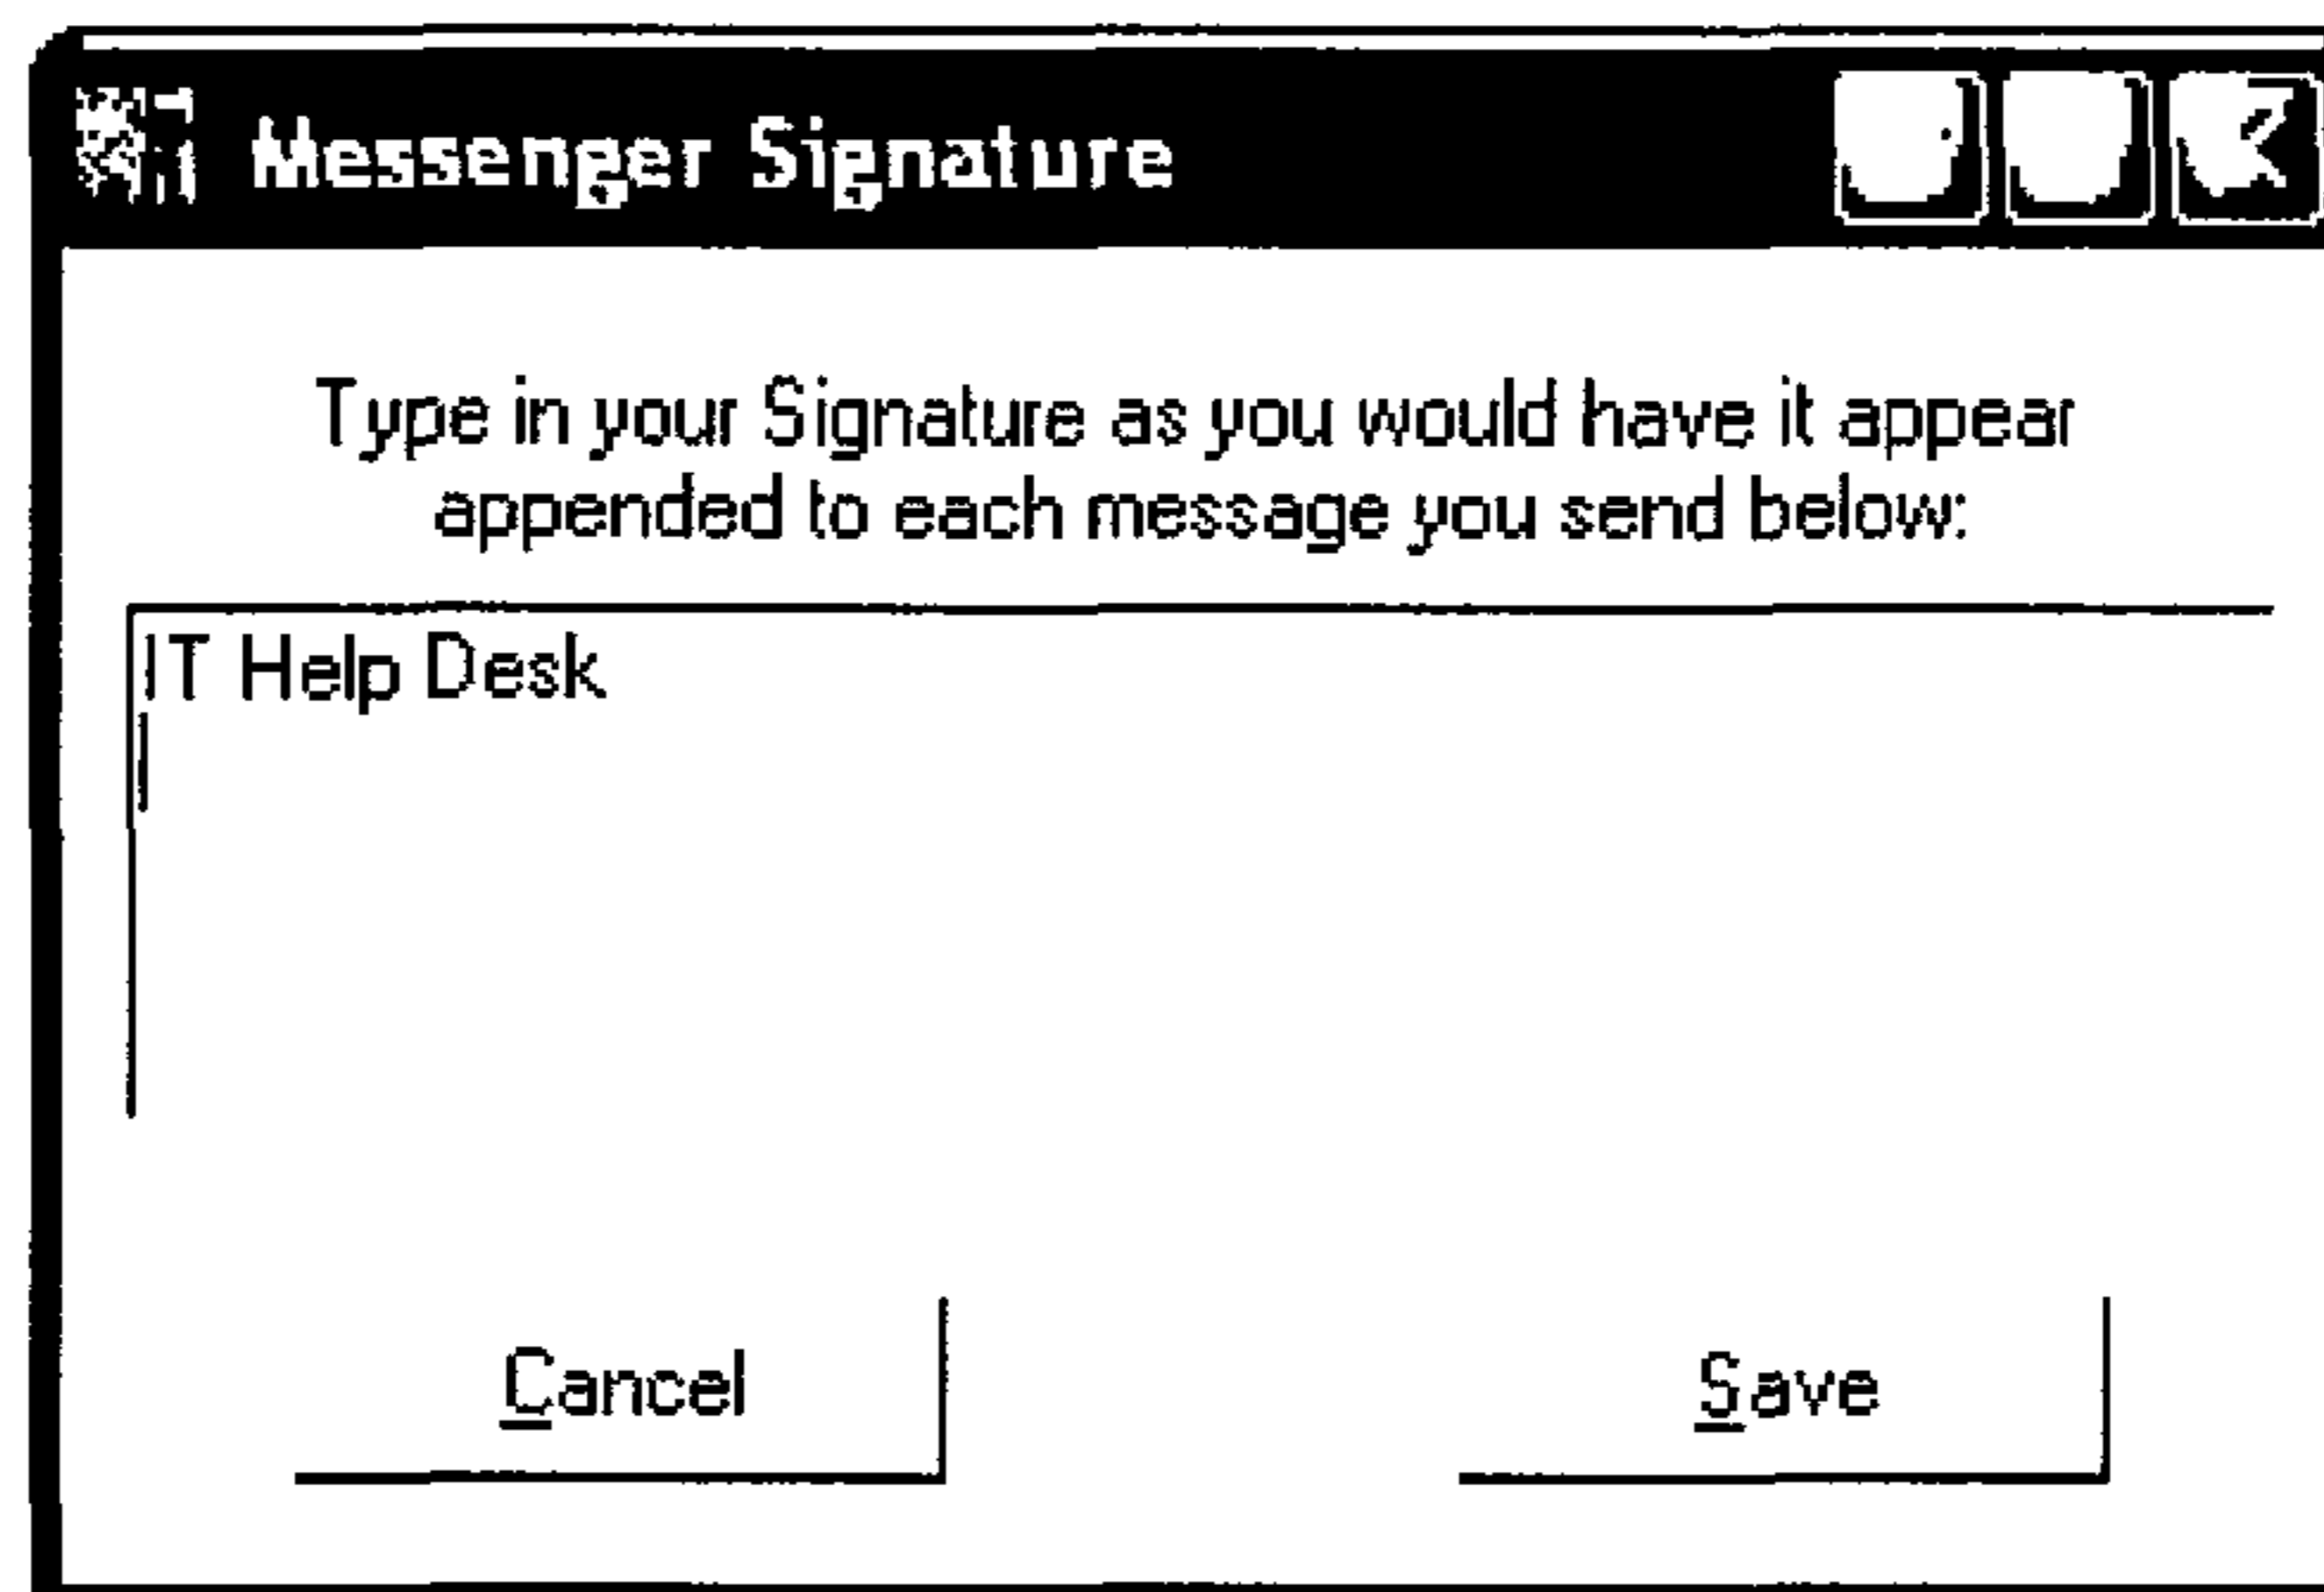 Messenger Signature
Type in your Signature as you would have it appear
appended to each message you send below:
IT Help Desk
Cancel
Save